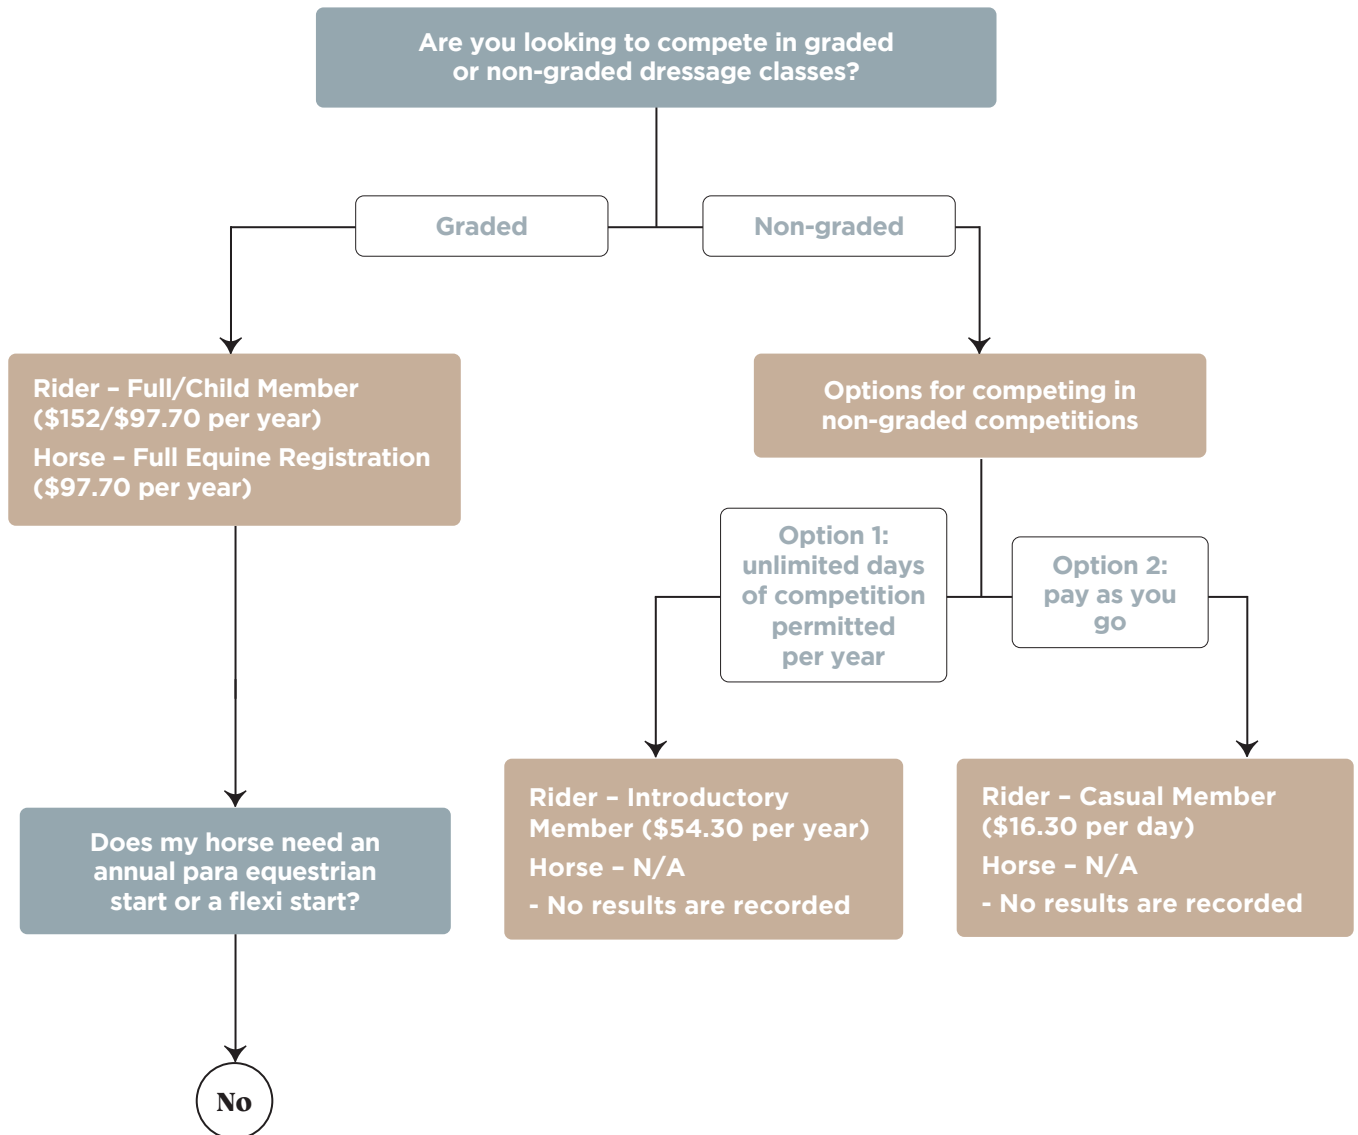 Are you looking to compete in graded
or non-graded dressage classes?
Graded
Non-graded
Rider – Full/Child Member
($152/$97.70 per year)
Horse – Full Equine Registration
($97.70 per year)
Options for competing in
non-graded competitions
Option 1:
unlimited days
of competition
permitted
per year
Option 2:
pay as you
go
Rider – Introductory
Member ($54.30 per year)
Horse – N/A
- No results are recorded
Rider – Casual Member
($16.30 per day)
Horse – N/A
- No results are recorded
Does my horse need an
annual para equestrian
start or a flexi start?
No